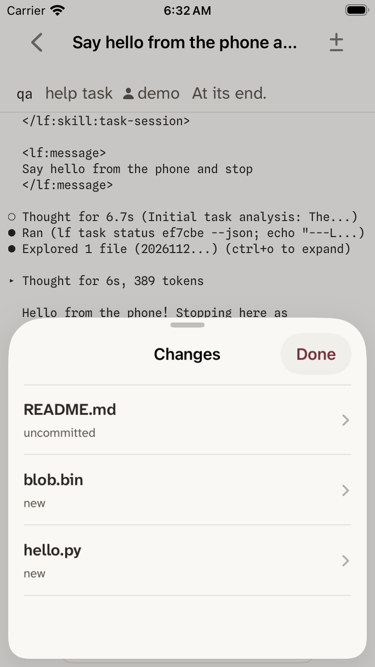 Carrier 6:32 AM
Say hello from the phone a...
qa help task demo At its end.
</lf:skill:task-session>
<lf:message>
Say hello from the phone and stop
</lf:message>
Thought for 6.7s (Initial task analysis: The...)
Ran (lf task status ef7cbe --json; echo "---L...)
Explored 1 file (2026112...) (ctrl+o to expand)
Thought for 6s, 389 tokens
Hello from the phone! Stopping here as
Changes
Done
README.md
uncommitted
blob.bin
new
hello.py
new